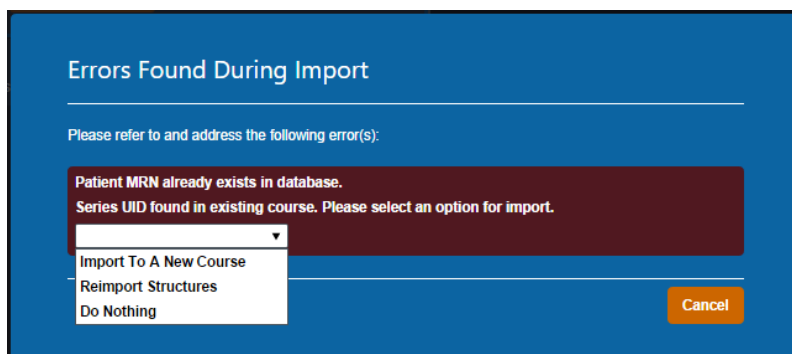 Errors Found During Import
Please refer to and address the following error(s):
Patient MRN already exists in database.
Series UID found in existing course. Please select an option for import.
Import To A New Course
Reimport Structures
Do Nothing
Cancel